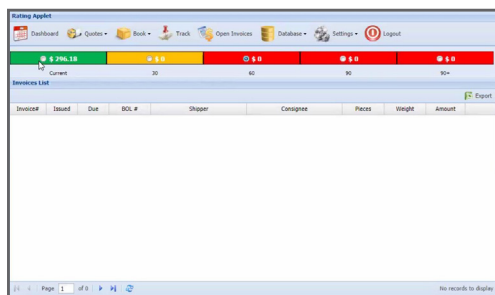 Rating Applet
Dashboard Quotes Book Track Open Invoices Database Settings Logout
$ 296.18 $ 0 $ 0 $ 0 $ 0
Current 30 60 90 90+
Invoices List
Export
Invoice# Issued Due BOL # Shipper Consignee Pieces Weight Amount
Page 1 of 0 No records to display